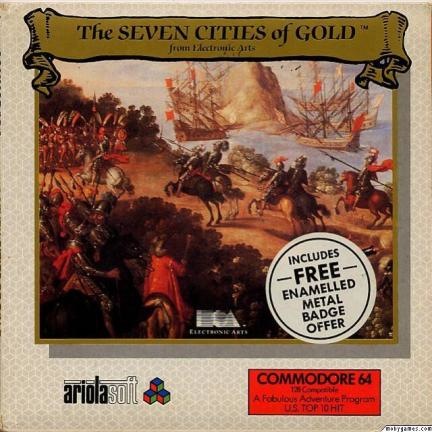 The SEVEN CITIES of GOLD™
from Electronic Arts
INCLUDES
-FREE-
ENAMELLED
METAL
BADGE
OFFER
ELECTRONIC ARTS
ariolasoft
COMMODORE 64
128 Compatible
A Fabulous Adventure Program
U.S. TOP 10 HIT
mobygames.com